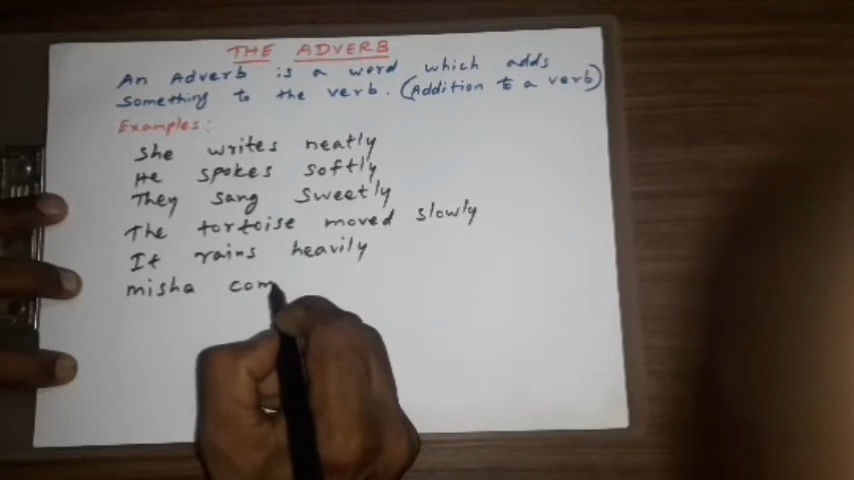 THE ADVERB
An Adverb is a word which adds
something to the verb. (Addition to a verb)
Examples:
She writes neatly
He spokes softly
They sang sweetly
The tortoise moved slowly
It rains heavily
misha com